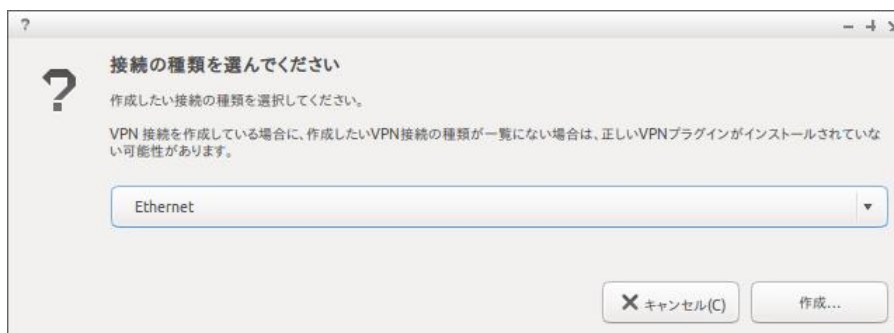 ?
接続の種類を選んでください
作成したい接続の種類を選択してください。
VPN 接続を作成している場合に、作成したいVPN接続の種類が一覧にない場合は、正しいVPNプラグインがインストールされていな
い可能性があります。
Ethernet
キャンセル(C)
作成...